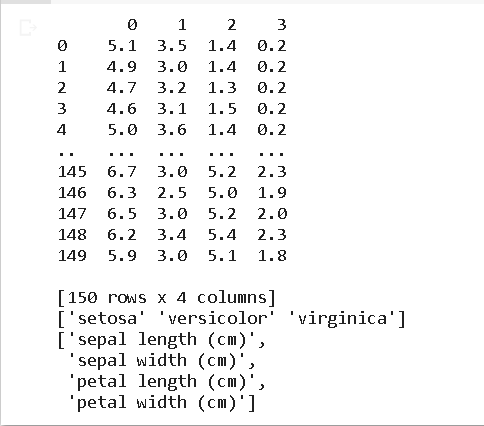 0 1 2 3
0 5.1 3.5 1.4 0.2
1 4.9 3.0 1.4 0.2
2 4.7 3.2 1.3 0.2
3 4.6 3.1 1.5 0.2
4 5.0 3.6 1.4 0.2
.. ... ... ... ...
145 6.7 3.0 5.2 2.3
146 6.3 2.5 5.0 1.9
147 6.5 3.0 5.2 2.0
148 6.2 3.4 5.4 2.3
149 5.9 3.0 5.1 1.8
[150 rows x 4 columns]
['setosa' 'versicolor' 'virginica']
['sepal length (cm)',
'sepal width (cm)',
'petal length (cm)',
'petal width (cm)']